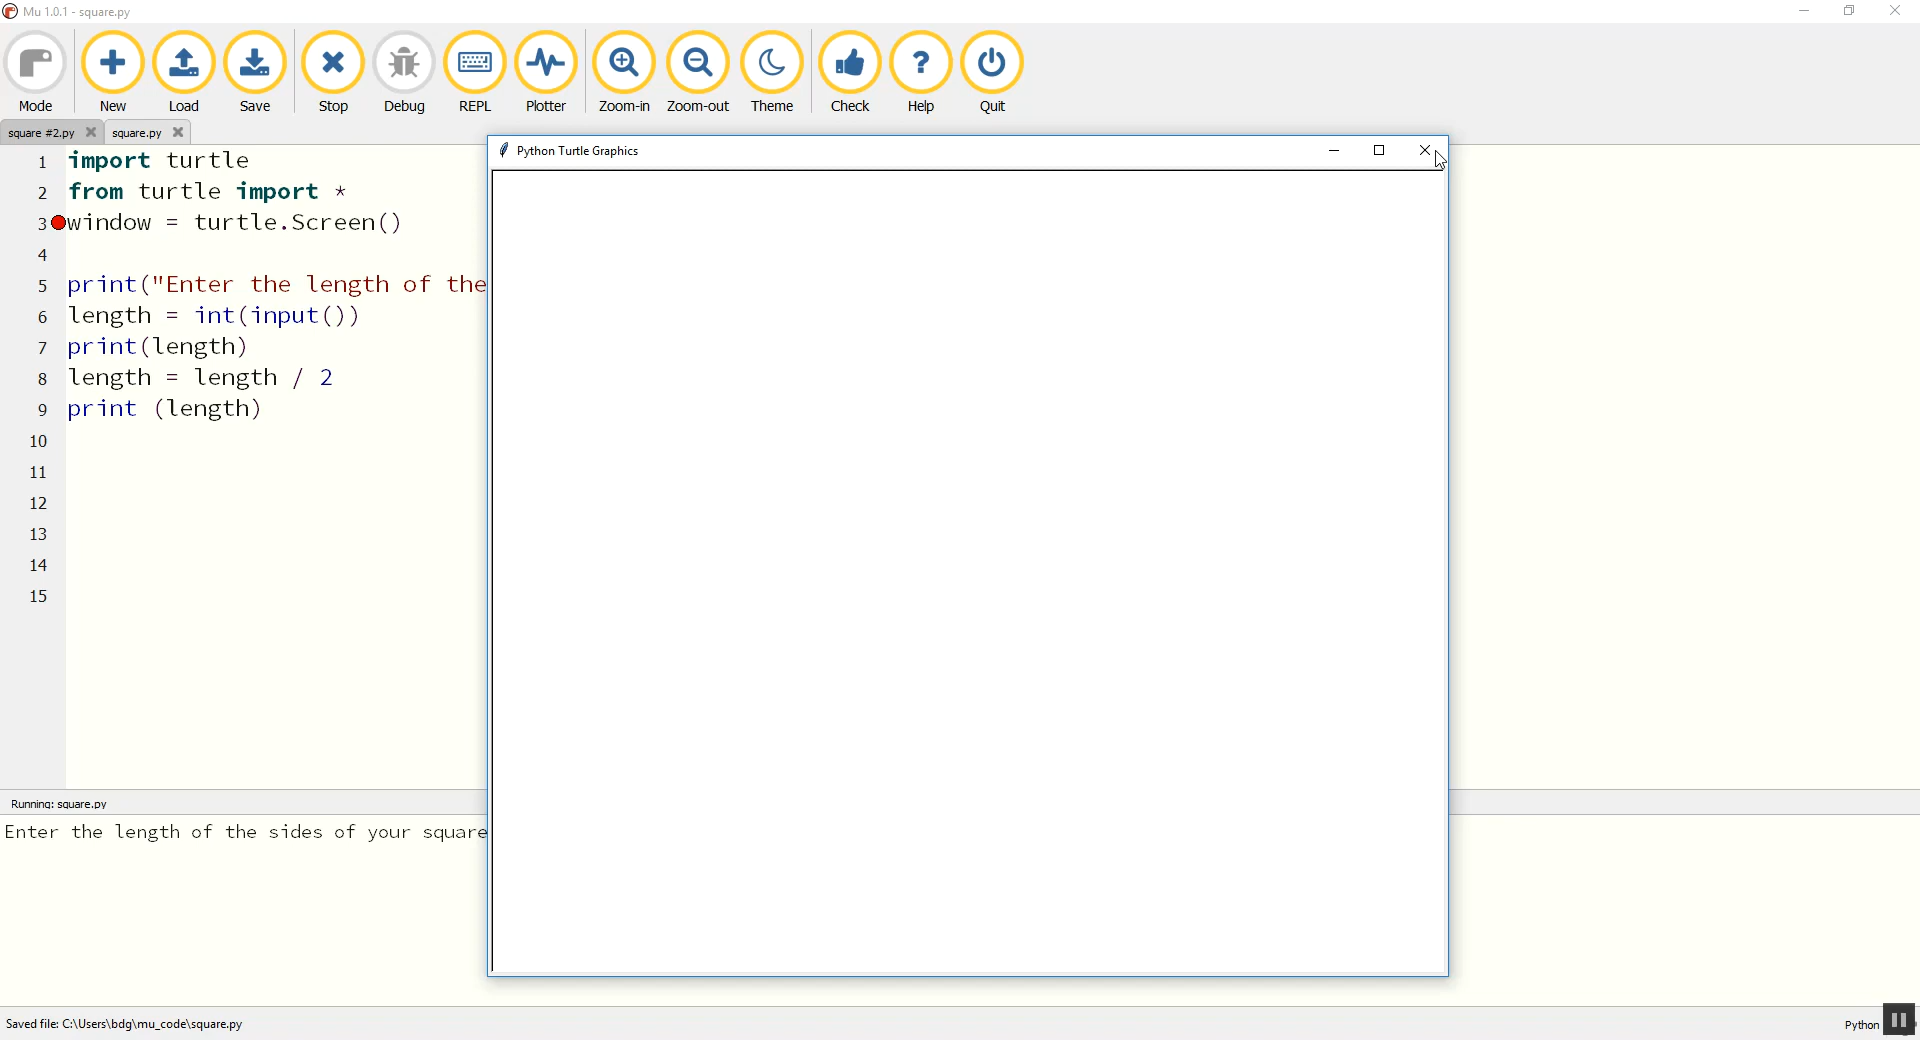 Mu 1.0.1 - square.py
Mode New Load Save Stop Debug REPL Plotter Zoom-in Zoom-out Theme Check Help Quit
square #2.py square.py
Python Turtle Graphics
1 import turtle
2 from turtle import *
3 window = turtle.Screen()
4
5 print("Enter the length of the
6 length = int(input())
7 print(length)
8 length = length / 2
9 print (length)
10
11
12
13
14
15
Running: square.py
Enter the length of the sides of your square
Saved file: C:\Users\bdg\mu_code\square.py
Python